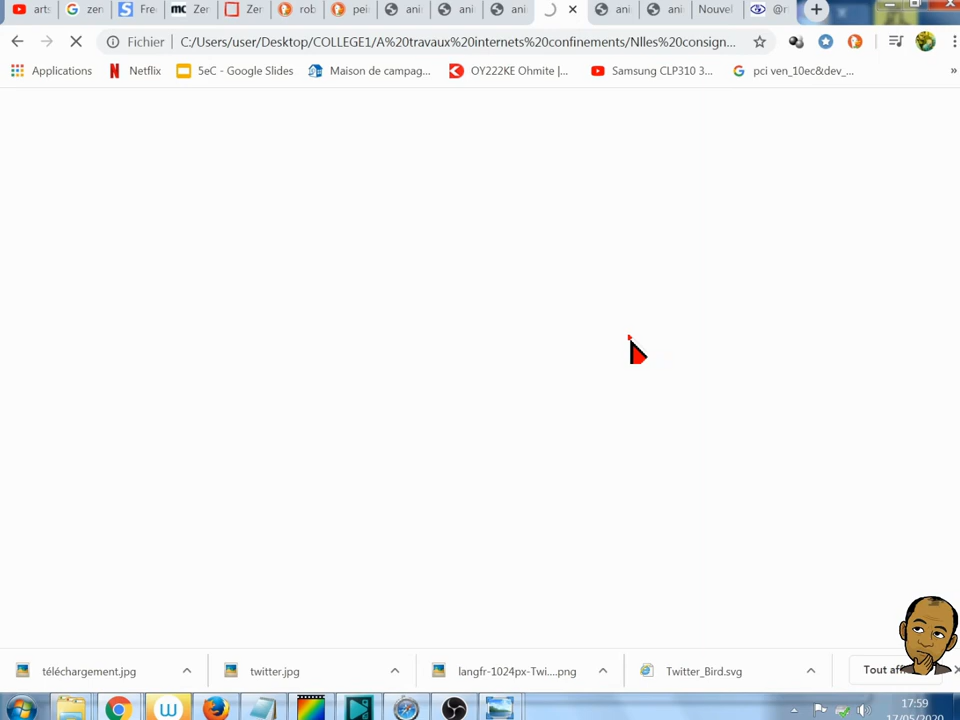 arts
zen
Fre
Zer
Zer
rob
pei
ani
ani
ani
ani
ani
Nouvel
Fichier
C:/Users/user/Desktop/COLLEGE1/A%20travaux%20internets%20confinements/Nlles%20consign...
Applications
Netflix
5eC - Google Slides
Maison de campag...
OY222KE Ohmite |...
Samsung CLP310 3...
pci ven_10ec&dev_...
»
téléchargement.jpg
twitter.jpg
langfr-1024px-Twi....png
Twitter_Bird.svg
Tout
17:59
17/05/2020